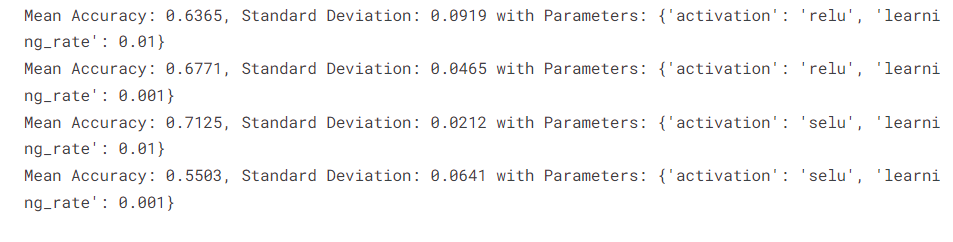 Mean Accuracy: 0.6365, Standard Deviation: 0.0919 with Parameters: {'activation': 'relu', 'learni
ng_rate': 0.01}
Mean Accuracy: 0.6771, Standard Deviation: 0.0465 with Parameters: {'activation': 'relu', 'learni
ng_rate': 0.001}
Mean Accuracy: 0.7125, Standard Deviation: 0.0212 with Parameters: {'activation': 'selu', 'learni
ng_rate': 0.01}
Mean Accuracy: 0.5503, Standard Deviation: 0.0641 with Parameters: {'activation': 'selu', 'learni
ng_rate': 0.001}